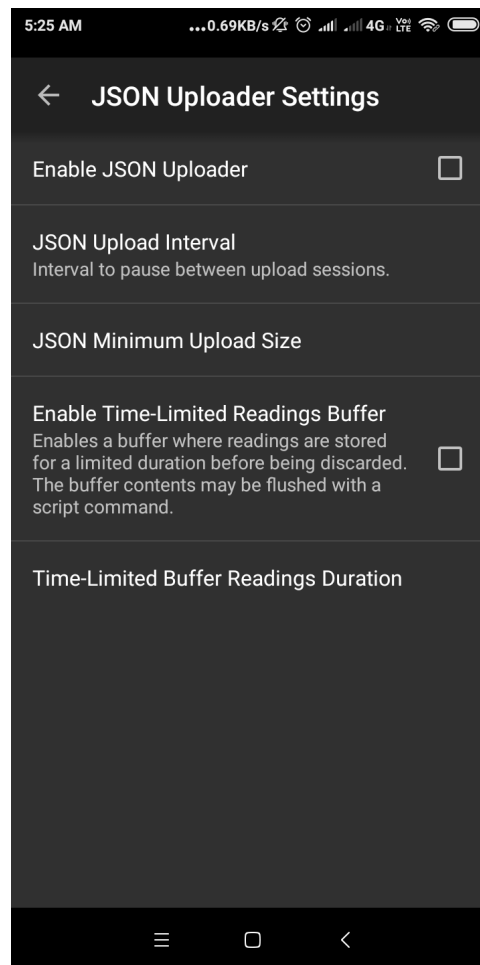 5:25 AM ...0.69KB/s 4G Vo) LTE
JSON Uploader Settings
Enable JSON Uploader
JSON Upload Interval
Interval to pause between upload sessions.
JSON Minimum Upload Size
Enable Time-Limited Readings Buffer
Enables a buffer where readings are stored
for a limited duration before being discarded.
The buffer contents may be flushed with a
script command.
Time-Limited Buffer Readings Duration